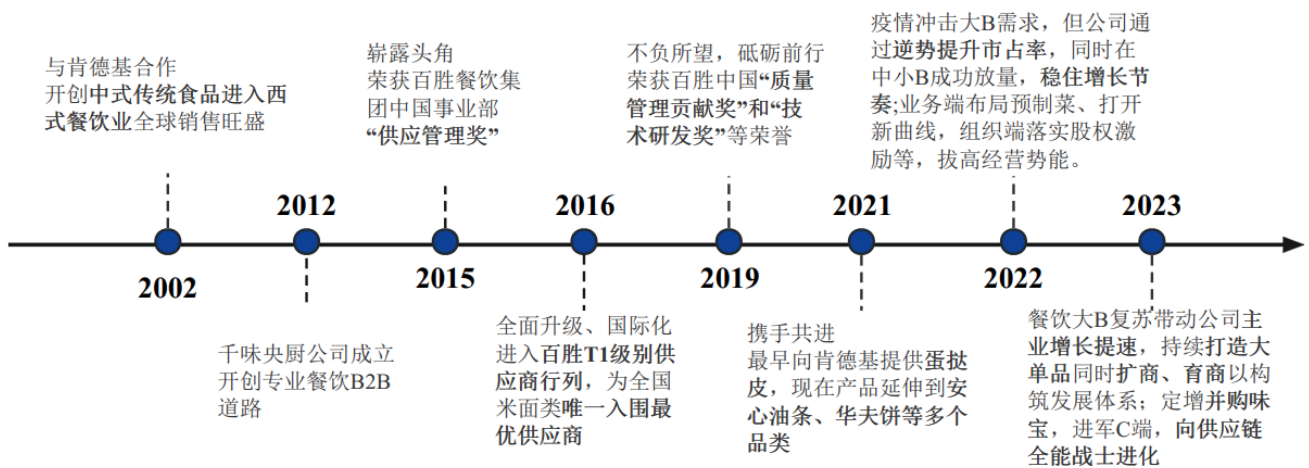 与肯德基合作
开创中式传统食品进入西
式餐饮业全球销售旺盛
2002
2012
千味央厨公司成立
开创专业餐饮B2B
道路
崭露头角
荣获百胜餐饮集
团中国事业部
“供应管理奖”
2015
2016
全面升级、国际化
进入百胜T1级别供
应商行列，为全国
米面类唯一入围最
优供应商
不负所望，砥砺前行
荣获百胜中国“质量
管理贡献奖”和“技
术研发奖”等荣誉
2019
2021
携手共进
最早向肯德基提供蛋挞
皮，现在产品延伸到安
心油条、华夫饼等多个
品类
疫情冲击大B需求，但公司通
过逆势提升市占率，同时在
中小B成功放量，稳住增长节
奏;业务端布局预制菜、打开
新曲线，组织端落实股权激
励等，拔高经营势能。
2022
2023
餐饮大B复苏带动公司主
业增长提速，持续打造大
单品同时扩商、育商以构
筑发展体系；定增并购味
宝，进军C端，向供应链
全能战士进化